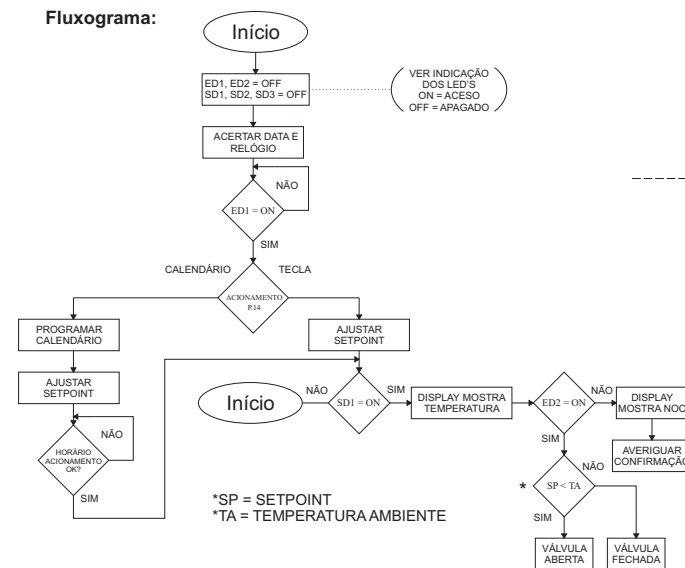 Fluxograma:
Início
ED1, ED2 = OFF
SD1, SD2, SD3 = OFF
VER INDICAÇÃO
DOS LED'S
ON = ACESO
OFF = APAGADO
ACERTAR DATA E
RELÓGIO
NÃO
ED1 = ON
SIM
CALENDÁRIO
TECLA
ACIONAMENTO
P.14
PROGRAMAR
CALENDÁRIO
AJUSTAR
SETPOINT
AJUSTAR
SETPOINT
NÃO
HORÁRIO
ACIONAMENTO
OK?
SIM
Início
NÃO
SD1 = ON
SIM
DISPLAY MOSTRA
TEMPERATURA
ED2 = ON
NÃO
DISPLAY
MOSTRA NOC
AVERIGUAR
CONFIRMAÇÃO
SIM
* SP < TA
NÃO
SIM
VÁLVULA
ABERTA
VÁLVULA
FECHADA
*SP = SETPOINT
*TA = TEMPERATURA AMBIENTE